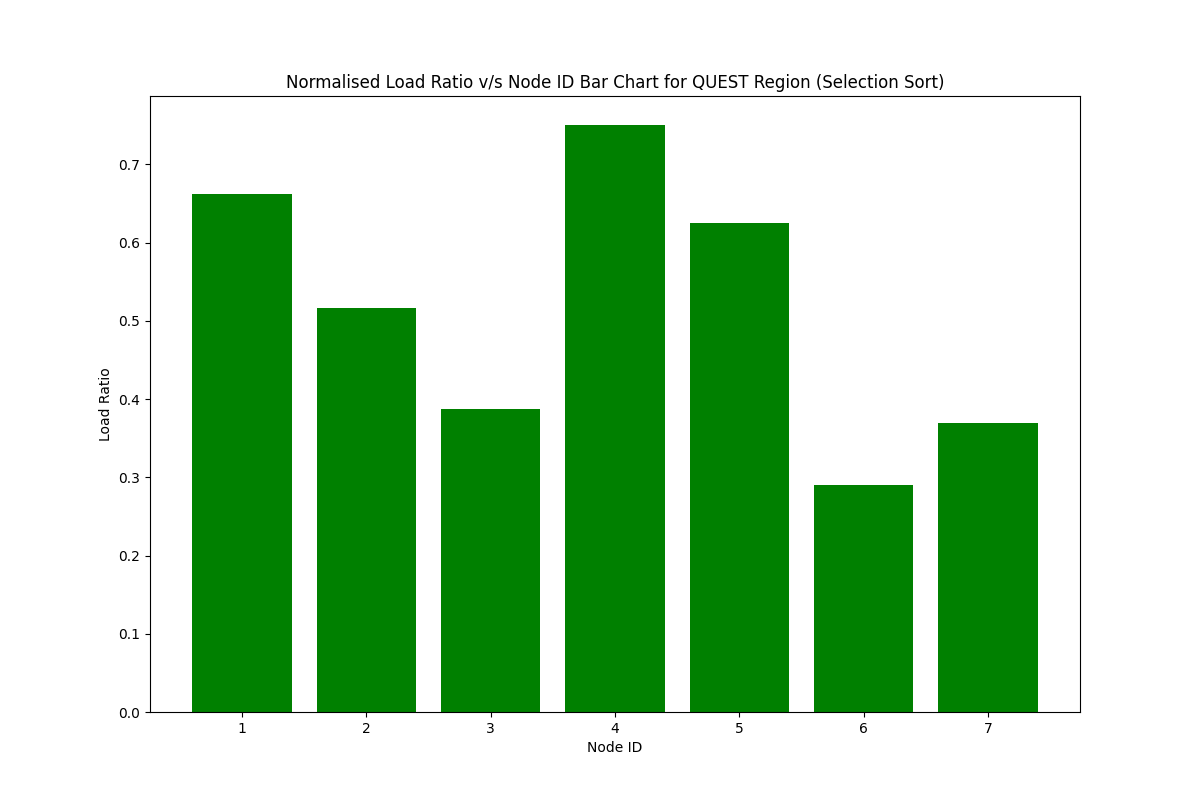 Normalised Load Ratio v/s Node ID Bar Chart for QUEST Region (Selection Sort)
Load Ratio
0.7
0.6
0.5
0.4
0.3
0.2
0.1
0.0
1 2 3 4 5 6 7
Node ID